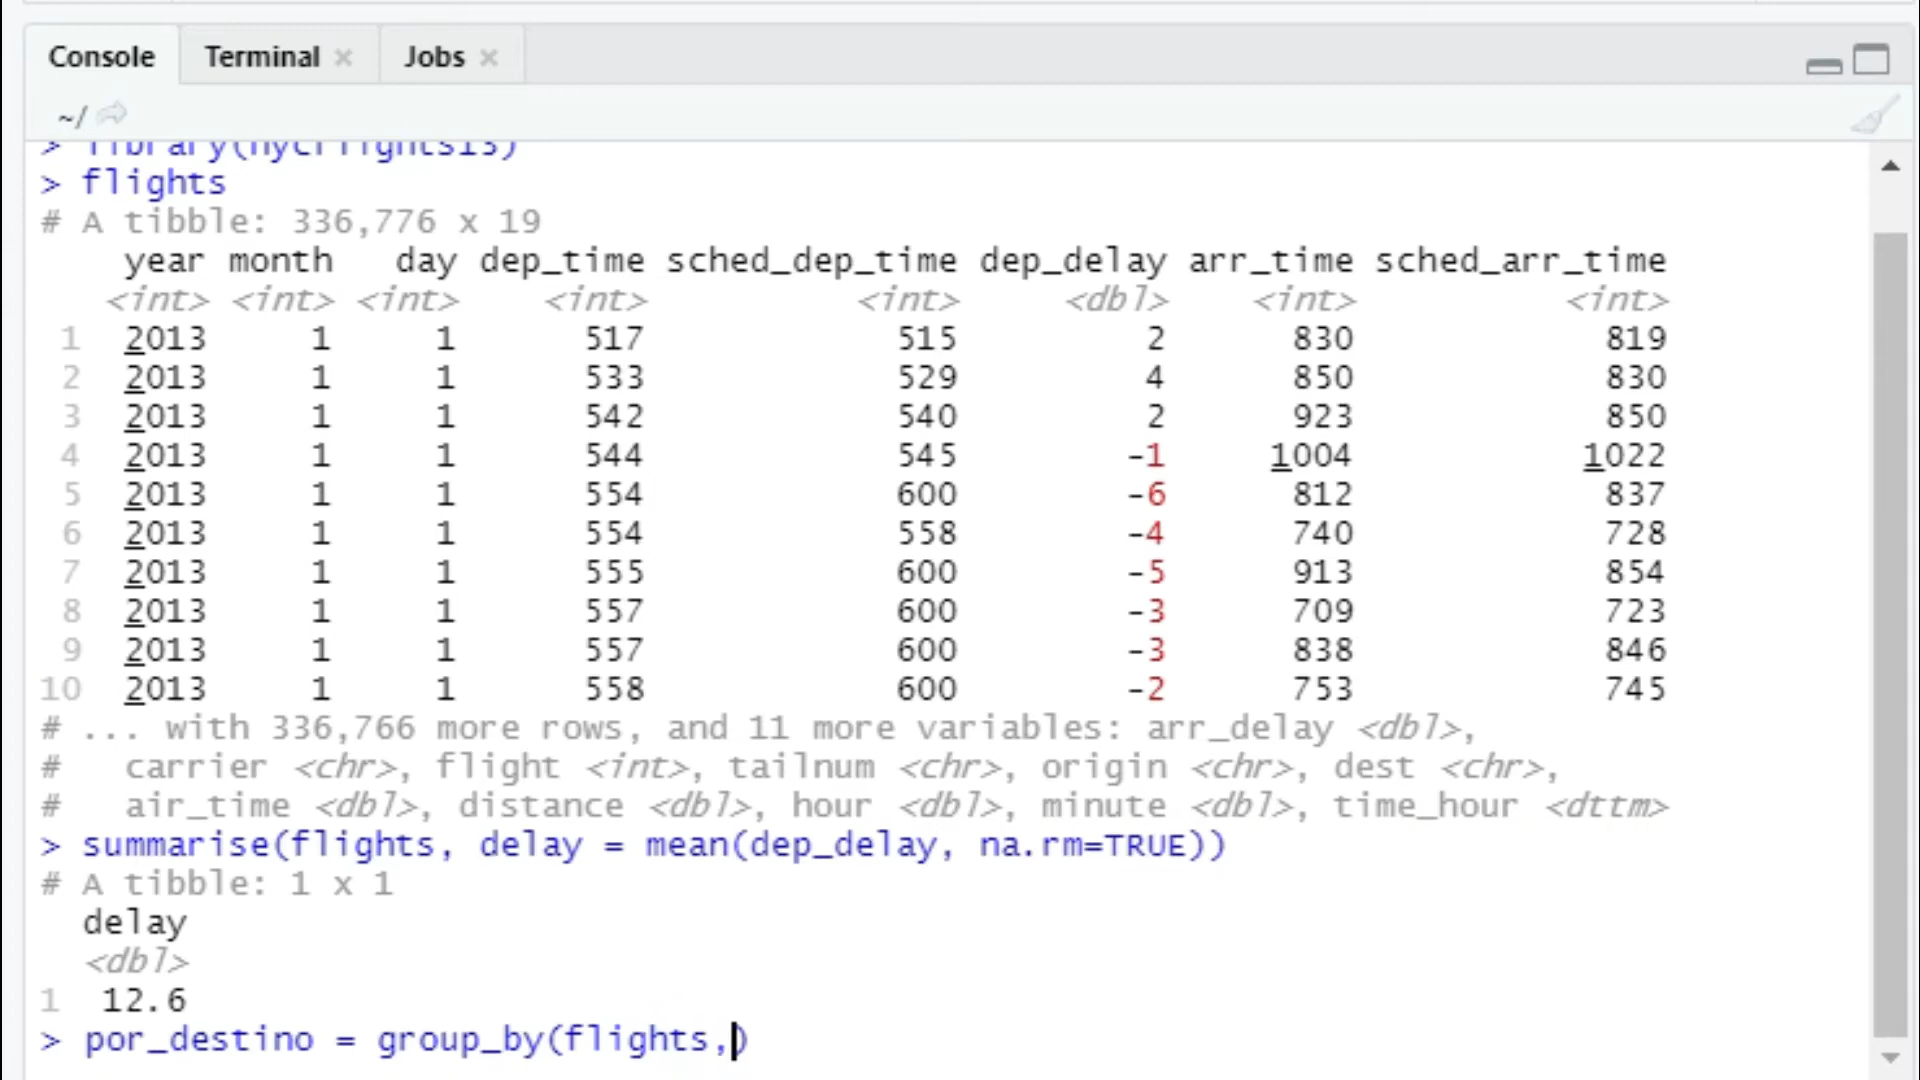 Console Terminal Jobs
~/
> library(nycflights13)
> flights
# A tibble: 336,776 x 19
year month day dep_time sched_dep_time dep_delay arr_time sched_arr_time
<int> <int> <int> <int> <int> <dbl> <int> <int>
1 2013 1 1 517 515 2 830 819
2 2013 1 1 533 529 4 850 830
3 2013 1 1 542 540 2 923 850
4 2013 1 1 544 545 -1 1004 1022
5 2013 1 1 554 600 -6 812 837
6 2013 1 1 554 558 -4 740 728
7 2013 1 1 555 600 -5 913 854
8 2013 1 1 557 600 -3 709 723
9 2013 1 1 557 600 -3 838 846
10 2013 1 1 558 600 -2 753 745
# ... with 336,766 more rows, and 11 more variables: arr_delay <dbl>,
# carrier <chr>, flight <int>, tailnum <chr>, origin <chr>, dest <chr>,
# air_time <dbl>, distance <dbl>, hour <dbl>, minute <dbl>, time_hour <dttm>
> summarise(flights, delay = mean(dep_delay, na.rm=TRUE))
# A tibble: 1 x 1
delay
<dbl>
1 12.6
> por_destino = group_by(flights,)